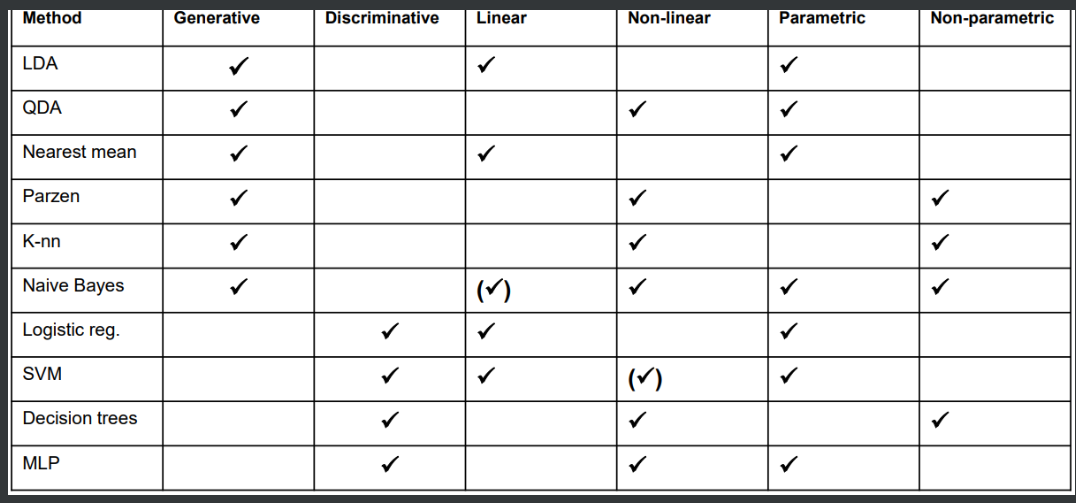 Method Generative Discriminative Linear Non-linear Parametric Non-parametric
LDA ✓ ✓ ✓
QDA ✓ ✓ ✓
Nearest mean ✓ ✓ ✓
Parzen ✓ ✓ ✓
K-nn ✓ ✓ ✓
Naive Bayes ✓ (✓) ✓ ✓ ✓
Logistic reg. ✓ ✓ ✓
SVM ✓ ✓ (✓) ✓
Decision trees ✓ ✓ ✓
MLP ✓ ✓ ✓